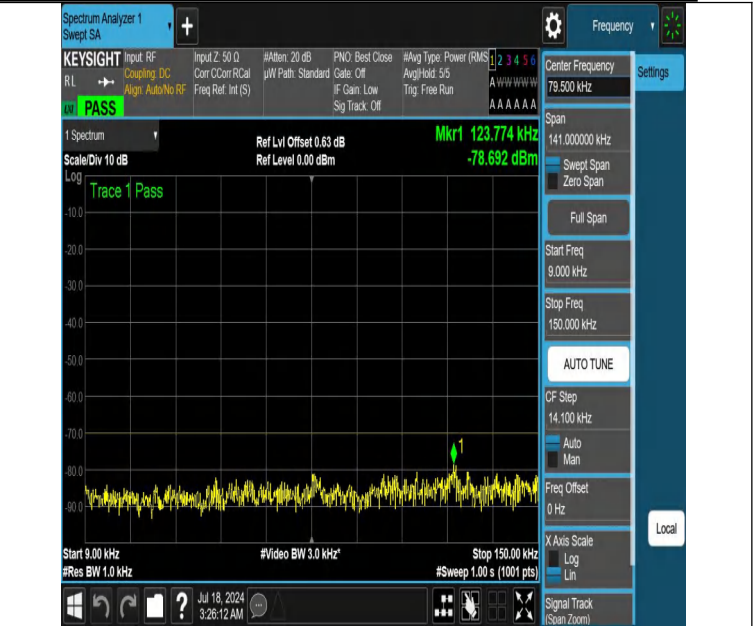 Spectrum Analyzer 1
Swept SA
+
Frequency
KEYSIGHT
RL
PASS
Input: RF
Coupling: DC
Align: Auto/No RF
Input Z: 50 Ω
Corr CCorr RCal
Freq Ref: Int (S)
#Atten: 20 dB
µW Path: Standard
PNO: Best Close
Gate: Off
IF Gain: Low
Sig Track: Off
#Avg Type: Power (RMS
Avg|Hold: 5/5
Trig: Free Run
1 2 3 4 5 6
A W W W W W
A A A A A A
Settings
Center Frequency
79.500 kHz
Span
141.000000 kHz
Swept Span
Zero Span
Full Span
Start Freq
9.000 kHz
Stop Freq
150.000 kHz
AUTO TUNE
CF Step
14.100 kHz
Auto
Man
Freq Offset
0 Hz
X Axis Scale
Log
Lin
Signal Track
(Span Zoom)
Local
1 Spectrum
Scale/Div 10 dB
Ref Lvl Offset 0.63 dB
Ref Level 0.00 dBm
Mkr1 123.774 kHz
-78.692 dBm
Log
Trace 1 Pass
-10.0
-20.0
-30.0
-40.0
-50.0
-60.0
-70.0
-80.0
-90.0
1
Start 9.00 kHz
#Res BW 1.0 kHz
#Video BW 3.0 kHz*
Stop 150.00 kHz
#Sweep 1.00 s (1001 pts)
?
Jul 18, 2024
3:26:12 AM